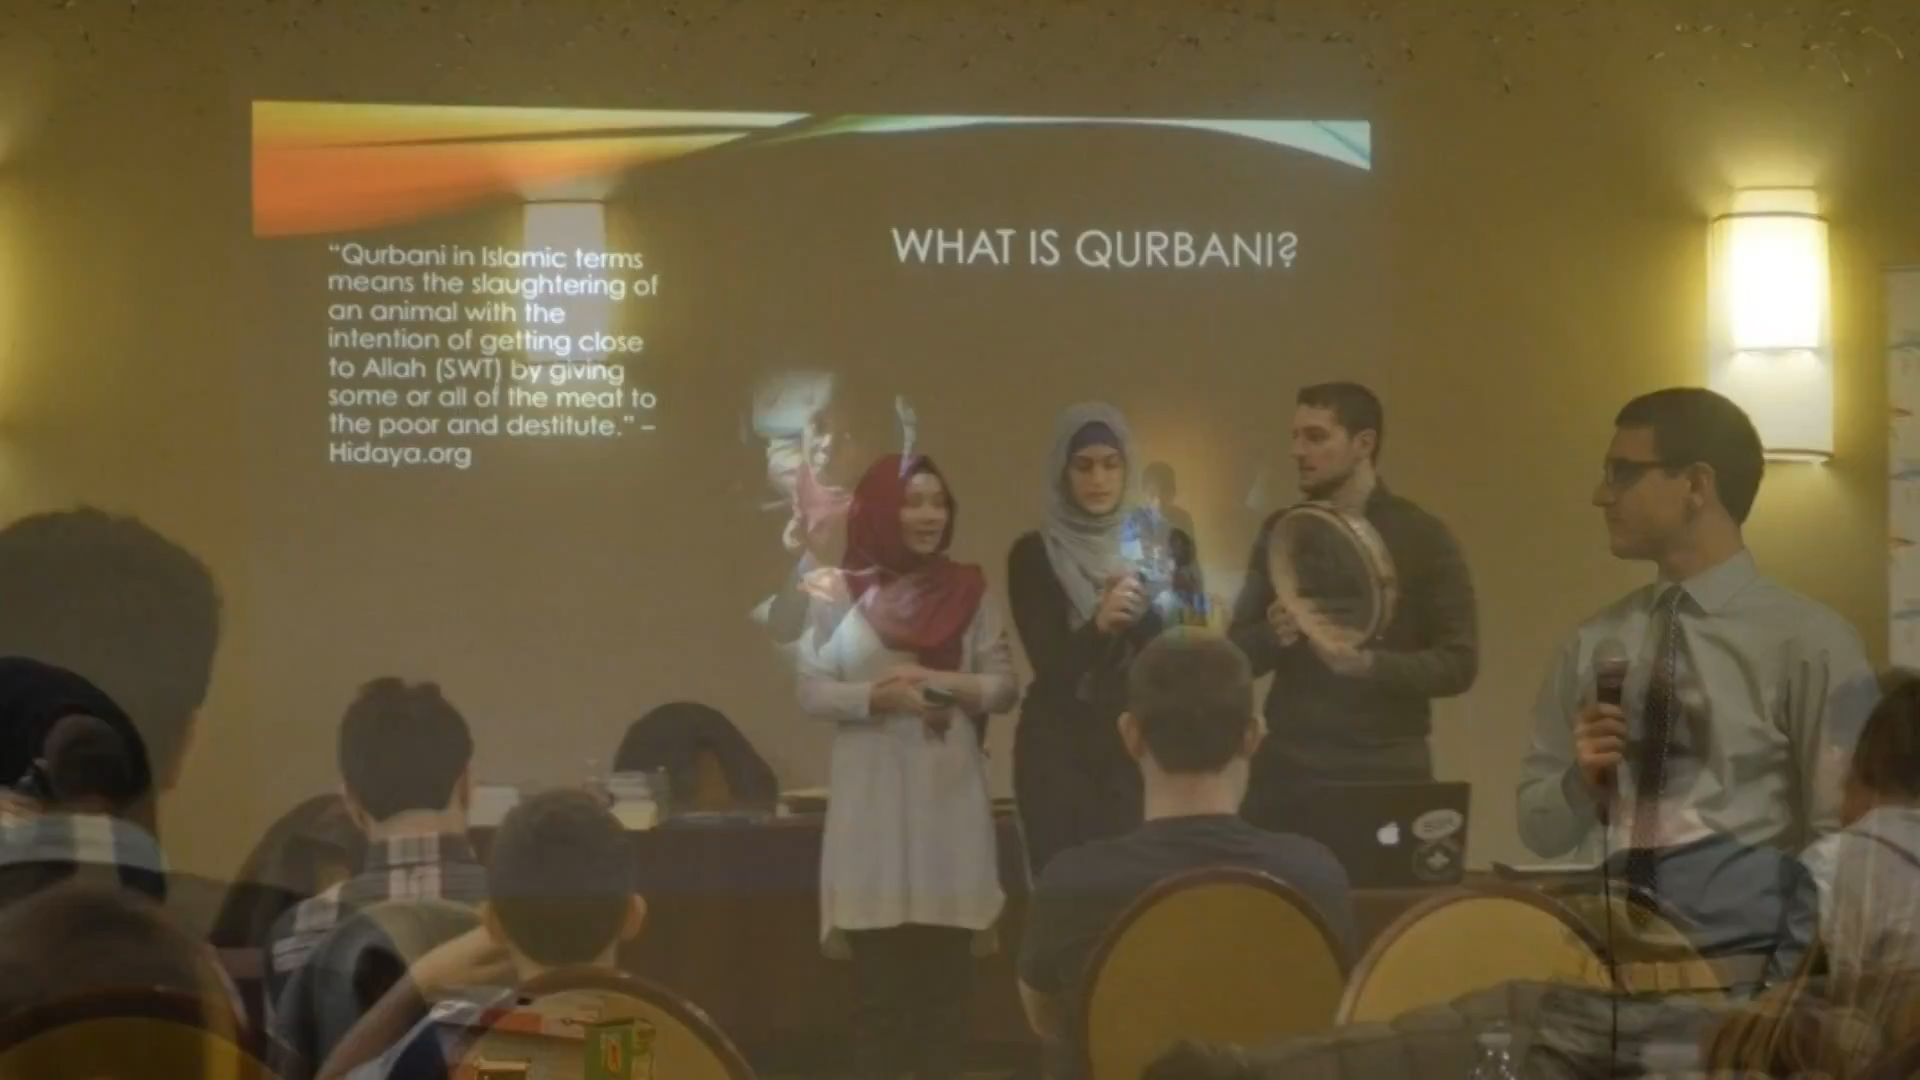 WHAT IS QURBANI?
“Qurbani in Islamic terms
means the slaughtering of
an animal with the
intention of getting close
to Allah (SWT) by giving
some or all of the meat to
the poor and destitute.” –
Hidaya.org